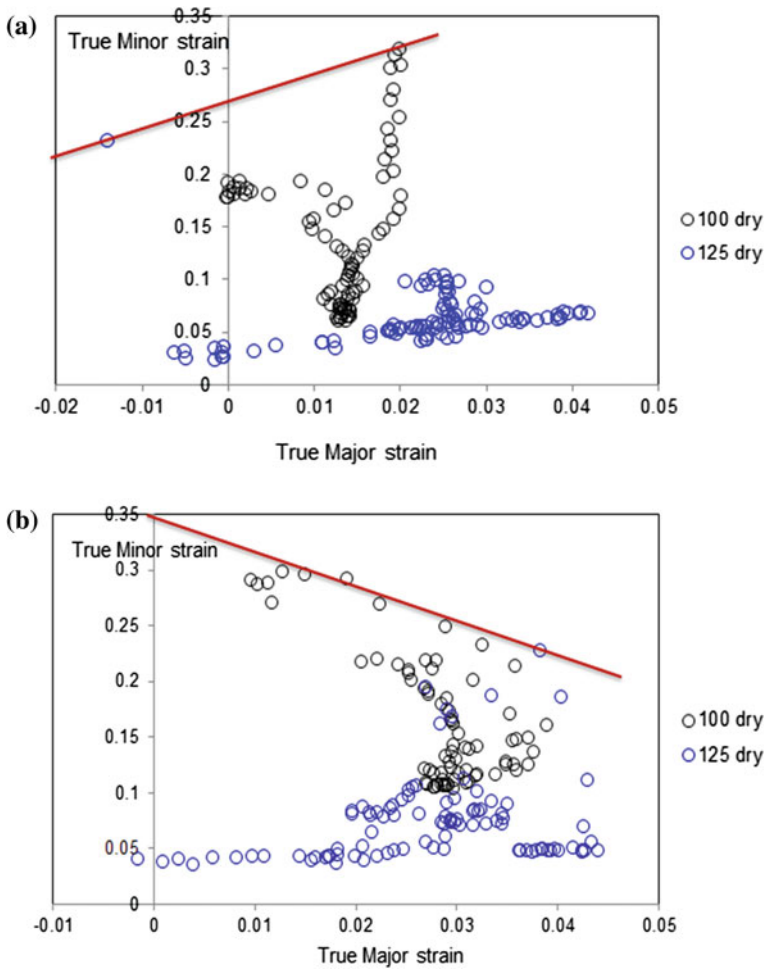 (a)
0.35
True Minor strain
0.3
0.25
0.2
0.15
0.1
0.05
0
-0.02 -0.01 0 0.01 0.02 0.03 0.04 0.05
True Major strain
100 dry
125 dry
(b)
0.35
True Minor strain
0.3
0.25
0.2
0.15
0.1
0.05
0
-0.01 0 0.01 0.02 0.03 0.04 0.05
True Major strain
100 dry
125 dry